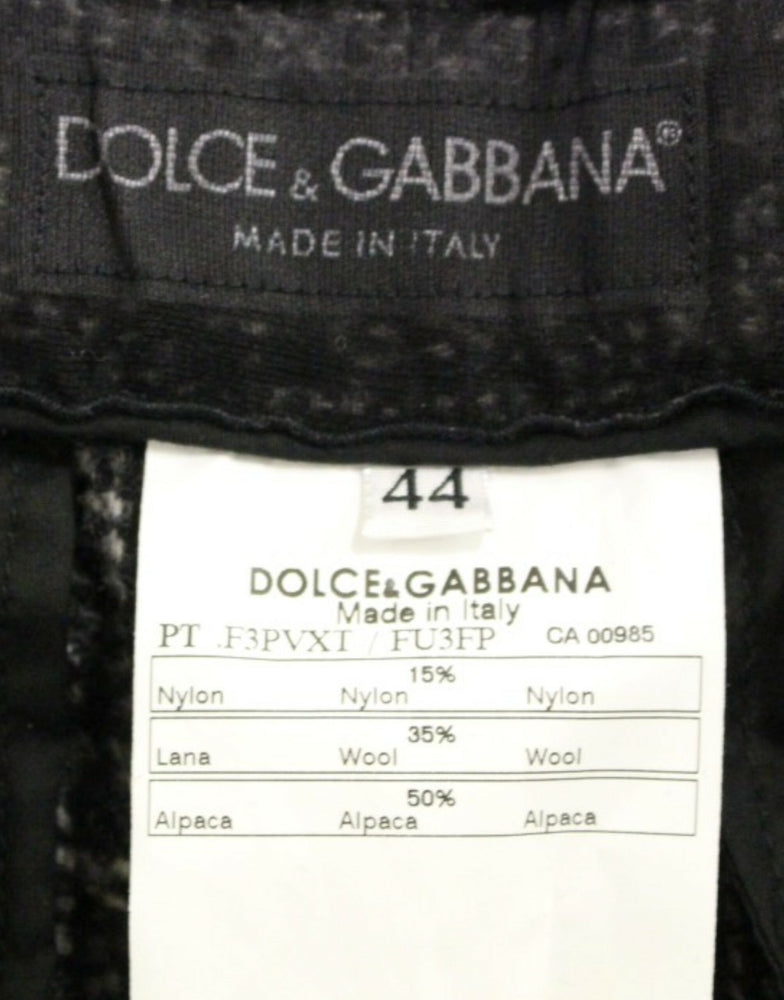 DOLCE & GABBANA®
MADE IN ITALY
44
DOLCE&GABBANA
Made in Italy
PT .F3PVXT / FU3FP CA 00985
15%
Nylon Nylon Nylon
35%
Lana Wool Wool
50%
Alpaca Alpaca Alpaca